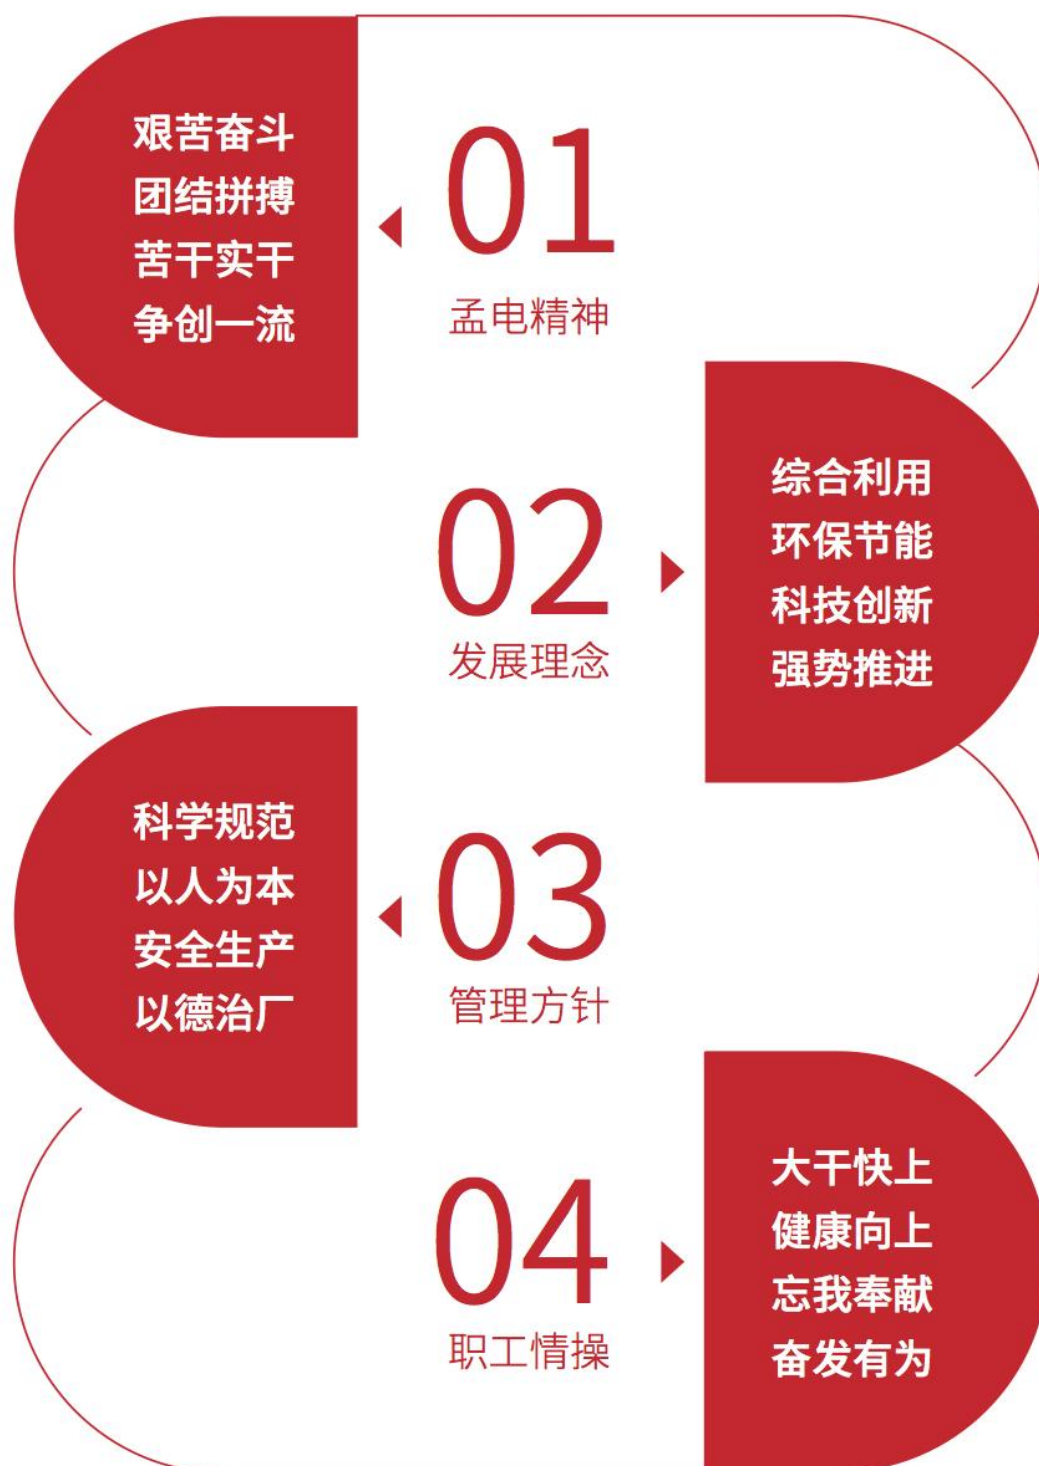 01
孟电精神
艰苦奋斗
团结拼搏
苦干实干
争创一流
02
发展理念
综合利用
环保节能
科技创新
强势推进
03
管理方针
科学规范
以人为本
安全生产
以德治厂
04
职工情操
大干快上
健康向上
忘我奉献
奋发有为